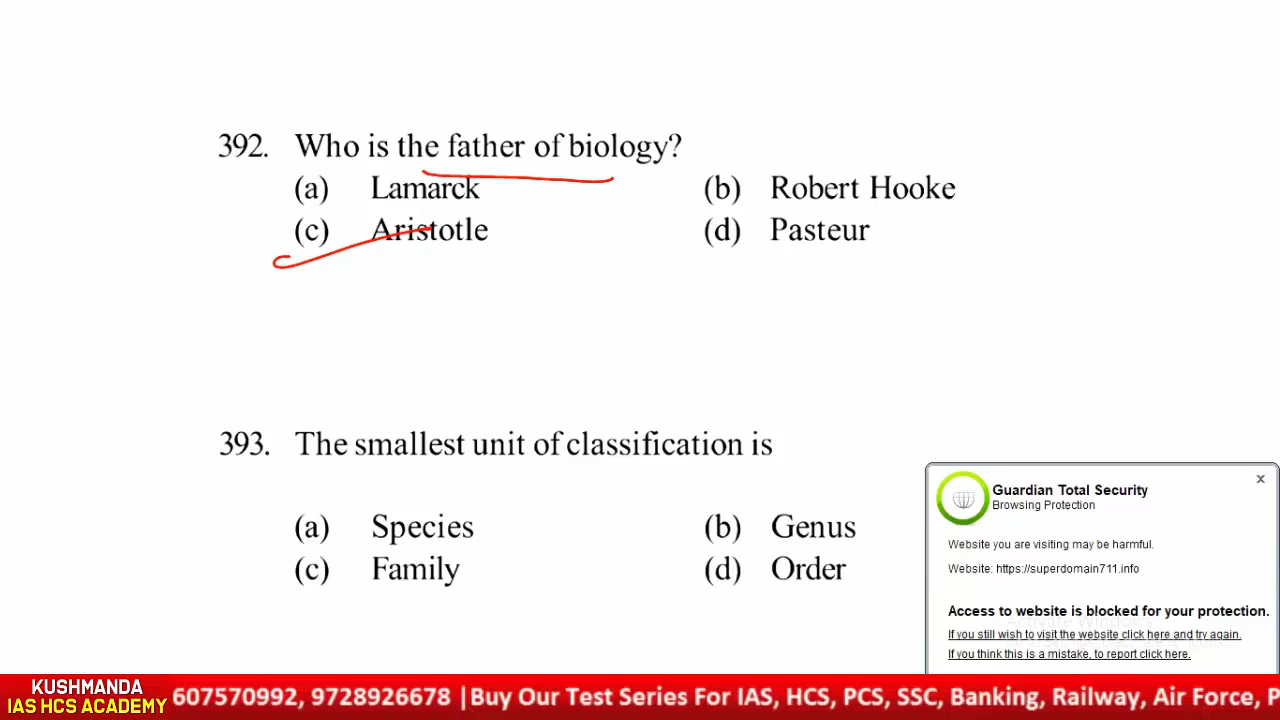 392. Who is the father of biology?
(a) Lamarck (b) Robert Hooke
(c) Aristotle (d) Pasteur
393. The smallest unit of classification is
(a) Species (b) Genus
(c) Family (d) Order
Guardian Total Security x
Browsing Protection
Website you are visiting may be harmful.
Website: https://superdomain711.info
Access to website is blocked for your protection.
Activate Windows
If you still wish to visit the website click here and try again.
If you think this is a mistake, to report click here.
KUSHMANDA
IAS HCS ACADEMY
607570992, 9728926678 |Buy Our Test Series For IAS, HCS, PCS, SSC, Banking, Railway, Air Force, P